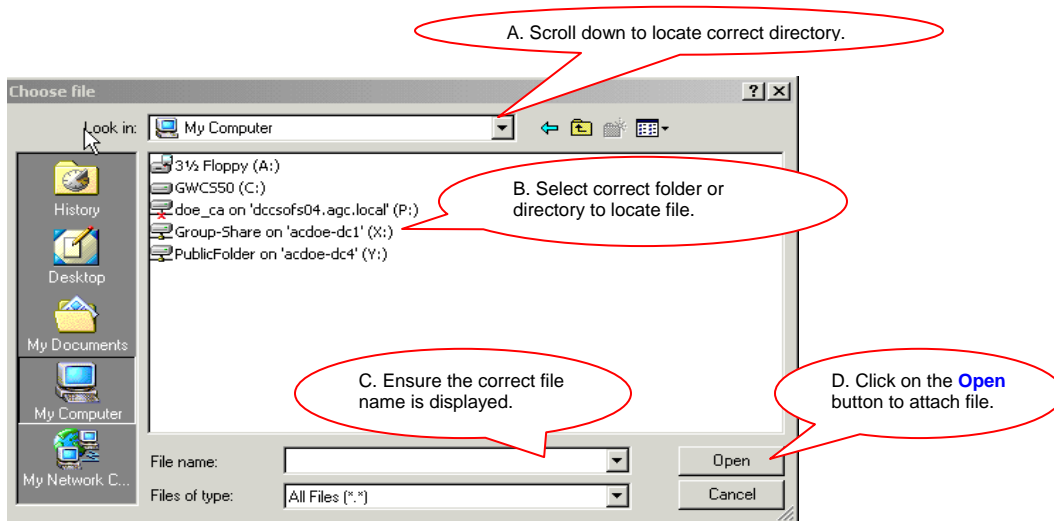 A. Scroll down to locate correct directory.
Choose file
Look in:
My Computer
3½ Floppy (A:)
GWCS50 (C:)
doe_ca on 'dccsofs04.agc.local' (P:)
Group-Share on 'acdoe-dc1' (X:)
PublicFolder on 'acdoe-dc4' (Y:)
B. Select correct folder or
directory to locate file.
History
Desktop
My Documents
My Computer
My Network C...
C. Ensure the correct file
name is displayed.
D. Click on the Open
button to attach file.
File name:
Open
Files of type:
All Files (*.*)
Cancel